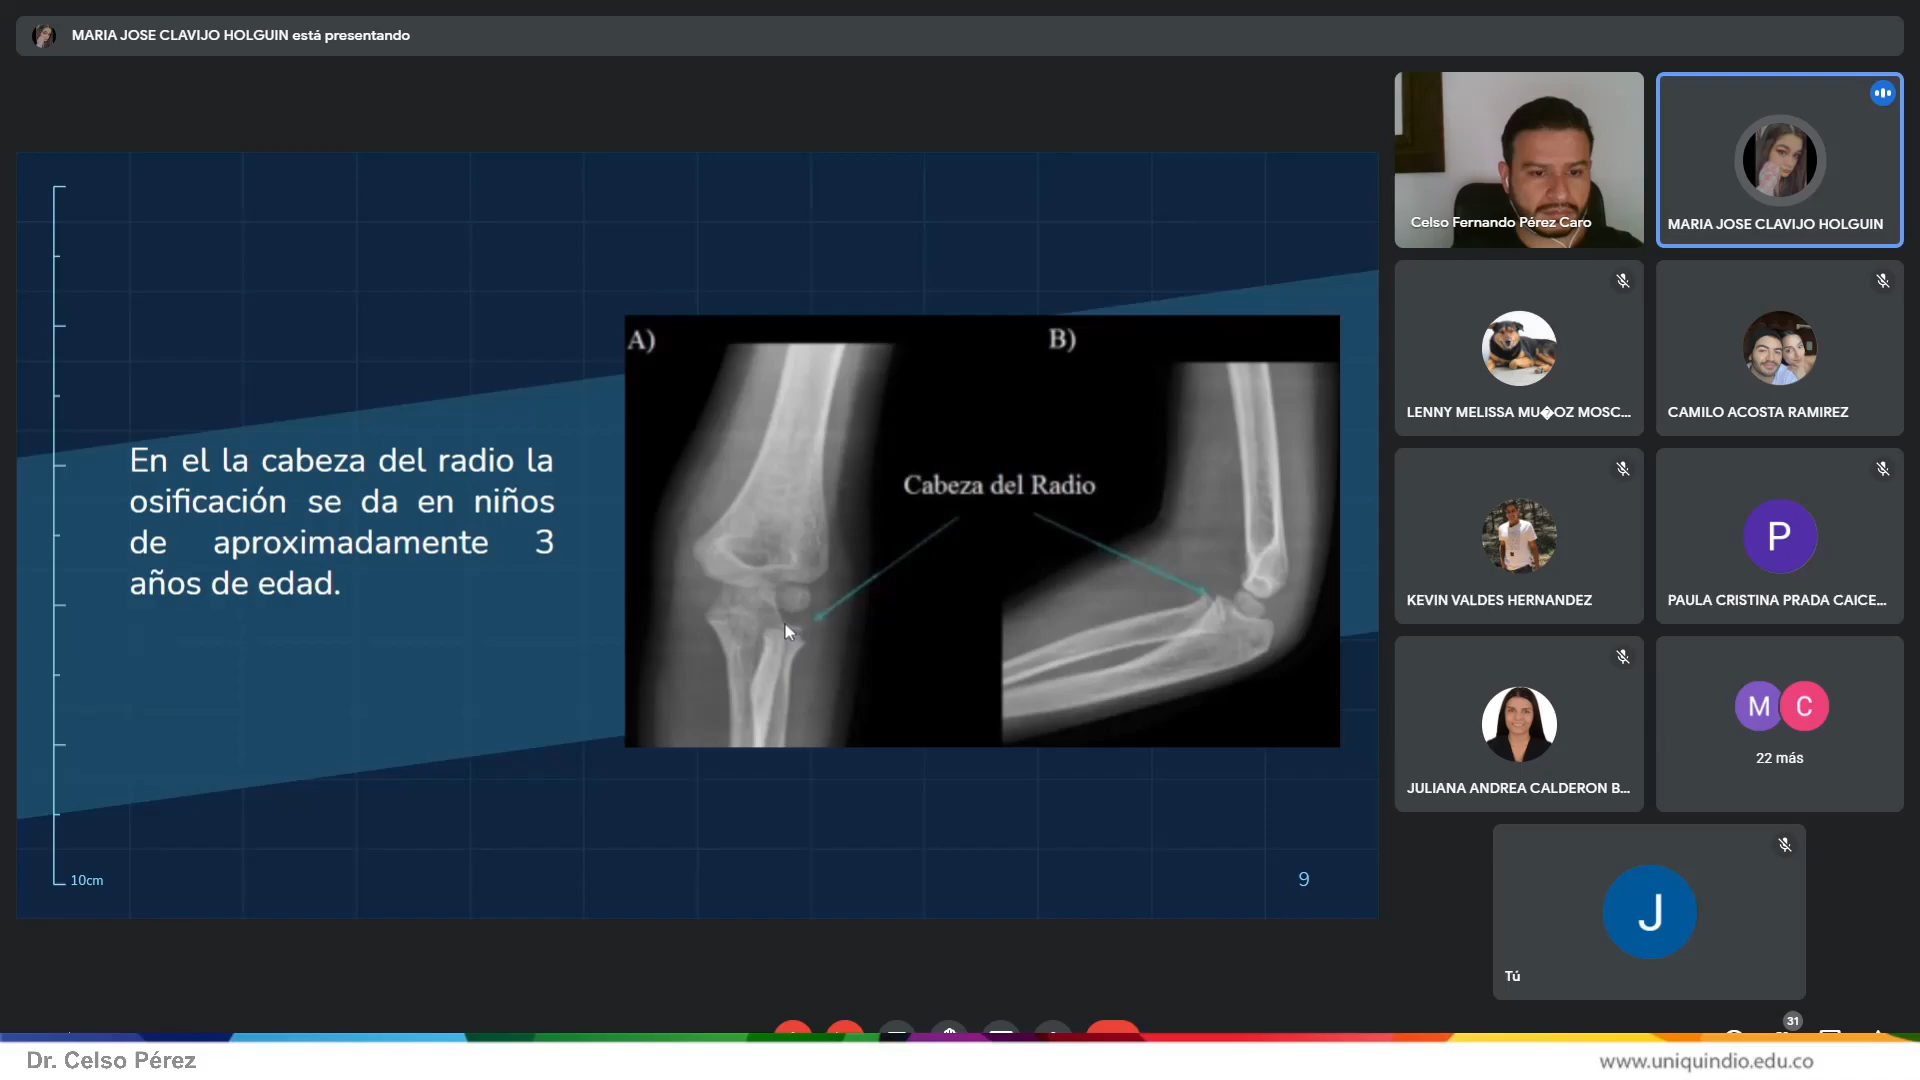 MARIA JOSE CLAVIJO HOLGUIN está presentando
En el la cabeza del radio la
osificación se da en niños
de aproximadamente 3
años de edad.
A)
B)
Cabeza del Radio
10cm
9
Celso Fernando Pérez Caro
MARIA JOSE CLAVIJO HOLGUIN
LENNY MELISSA MU�OZ MOSC...
CAMILO ACOSTA RAMIREZ
KEVIN VALDES HERNANDEZ
P
PAULA CRISTINA PRADA CAICE...
JULIANA ANDREA CALDERON B...
M C
22 más
J
Tú
31
Dr. Celso Pérez
www.uniquindio.edu.co